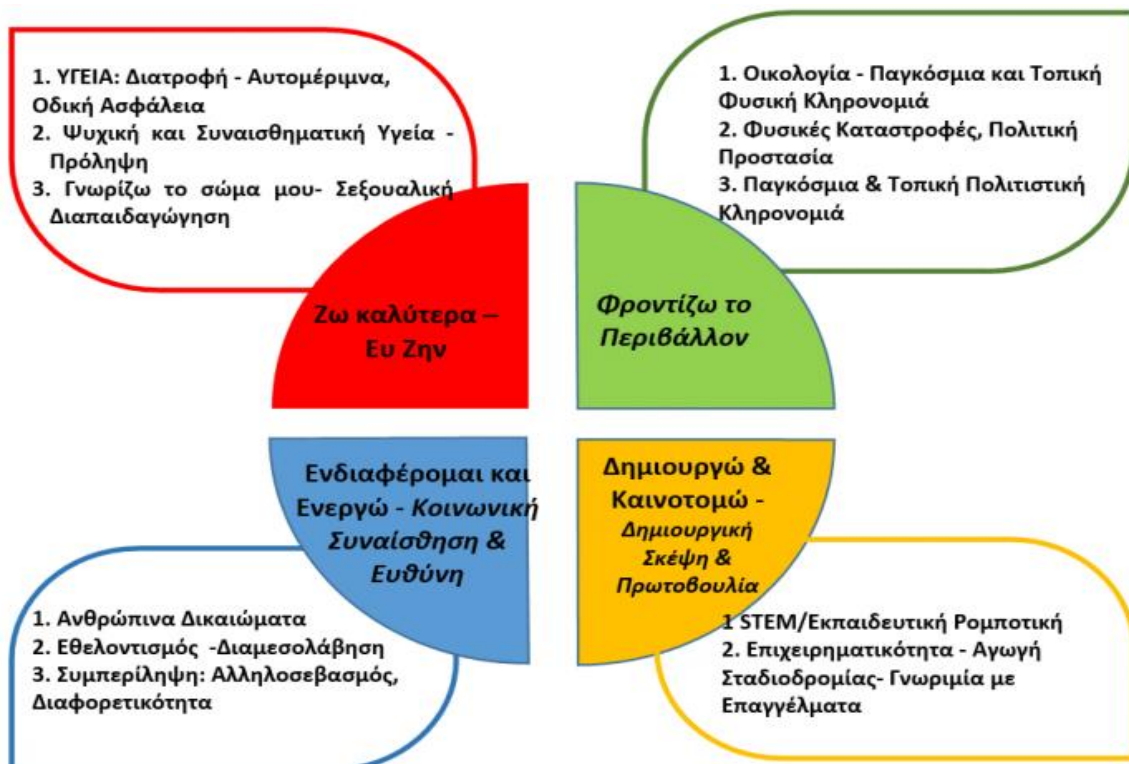 1. ΥΓΕΙΑ: Διατροφή - Αυτομέριμνα,
Οδική Ασφάλεια
2. Ψυχική και Συναισθηματική Υγεία -
Πρόληψη
3. Γνωρίζω το σώμα μου- Σεξουαλική
Διαπαιδαγώγηση
Ζω καλύτερα –
Ευ Ζην
1. Οικολογία - Παγκόσμια και Τοπική
Φυσική Κληρονομιά
2. Φυσικές Καταστροφές, Πολιτική
Προστασία
3. Παγκόσμια & Τοπική Πολιτιστική
Κληρονομιά
Φροντίζω το
Περιβάλλον
Ενδιαφέρομαι και
Ενεργώ - Κοινωνική
Συναίσθηση &
Ευθύνη
1. Ανθρώπινα Δικαιώματα
2. Εθελοντισμός -Διαμεσολάβηση
3. Συμπερίληψη: Αλληλοσεβασμός,
Διαφορετικότητα
Δημιουργώ &
Καινοτομώ -
Δημιουργική
Σκέψη &
Πρωτοβουλία
1 STEM/Εκπαιδευτική Ρομποτική
2. Επιχειρηματικότητα - Αγωγή
Σταδιοδρομίας- Γνωριμία με
Επαγγέλματα